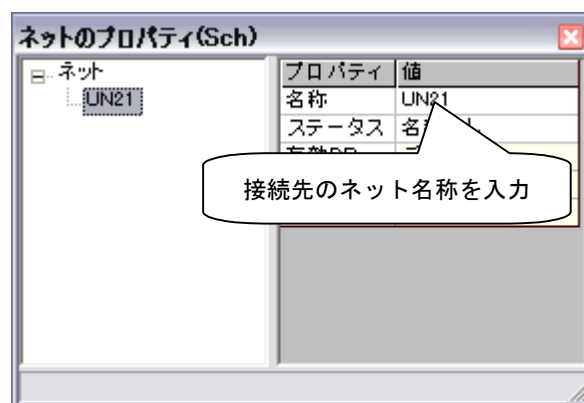 ネットのプロパティ(Sch)
ネット
UN21
プロパティ 値
名称 UN21
ステータス
接続先のネット名称を入力